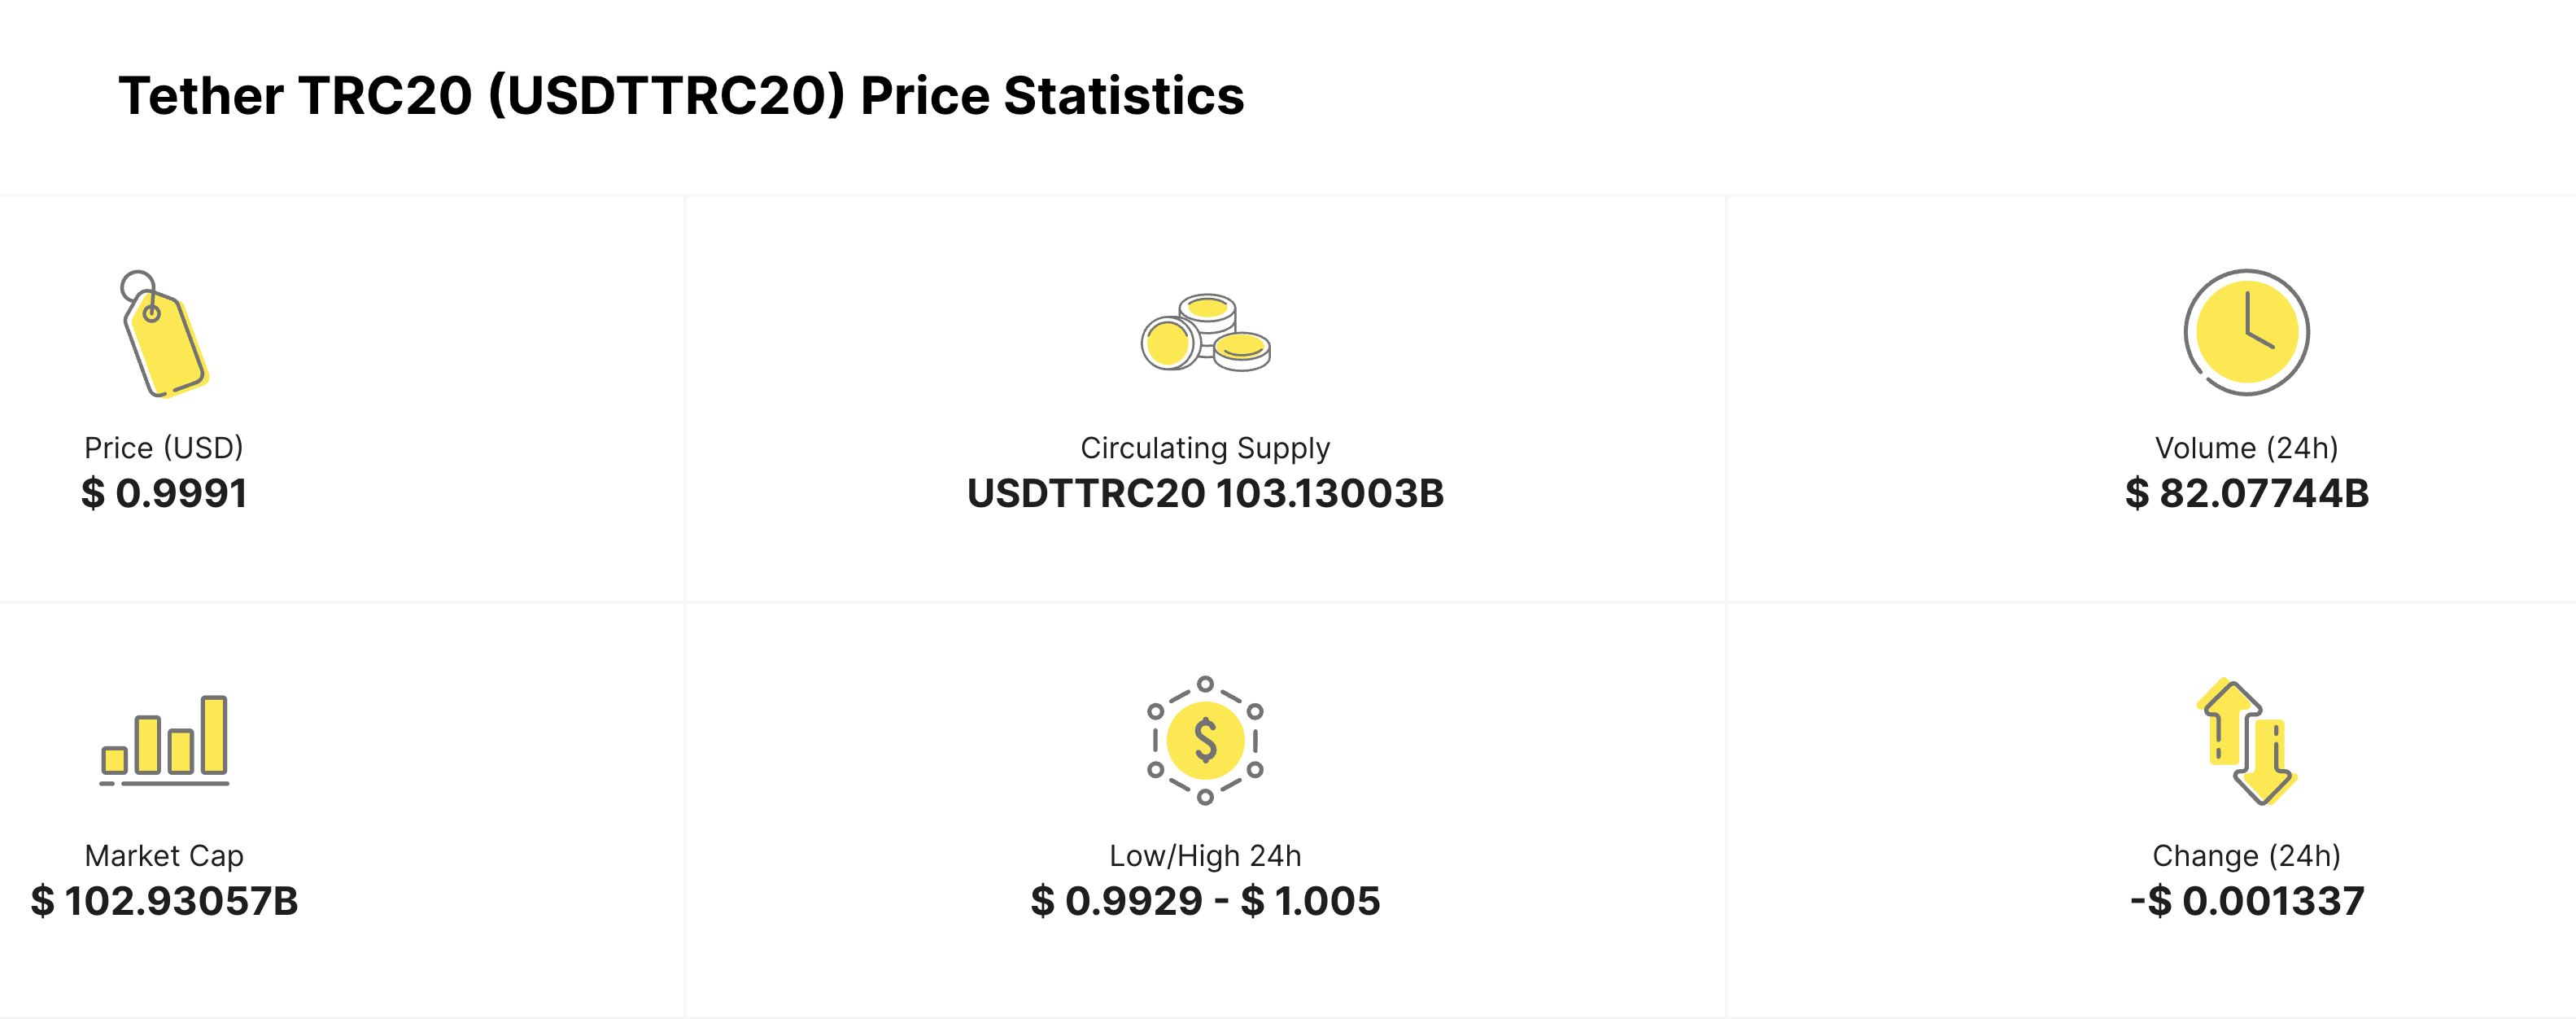 Tether TRC20 (USDTTRC20) Price Statistics
Price (USD)
$ 0.9991
Circulating Supply
USDTTRC20 103.13003B
Volume (24h)
$ 82.07744B
Market Cap
$ 102.93057B
Low/High 24h
$ 0.9929 - $ 1.005
Change (24h)
-$ 0.001337